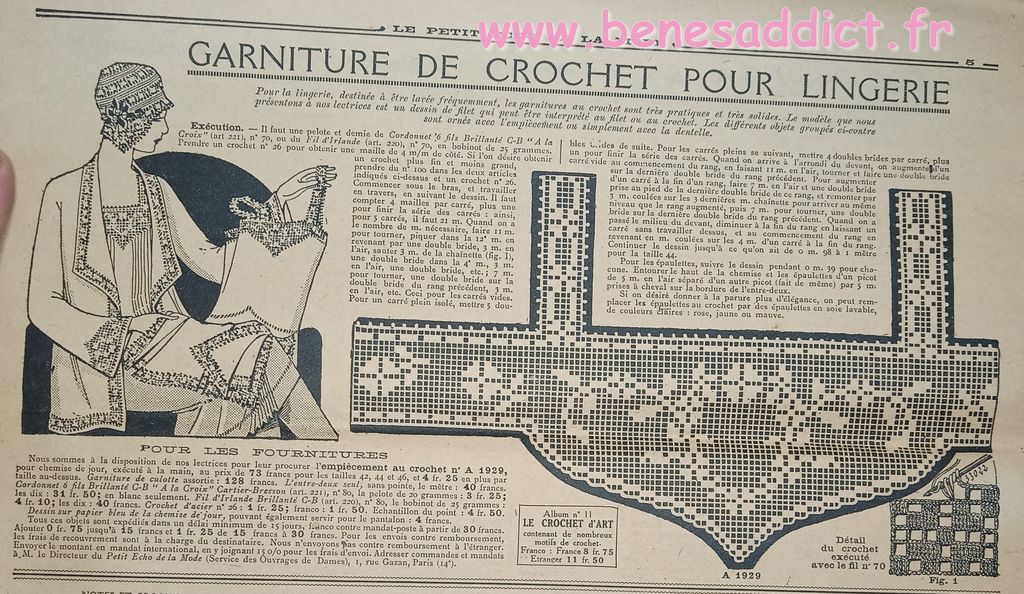 www.benesaddict.fr
LE PETIT
5
GARNITURE DE CROCHET POUR LINGERIE
Pour la lingerie, destinée à être lavée fréquemment, les garnitures au crochet sont très pratiques et très solides. Le modèle que nous
présentons à nos lectrices est un dessin de filet qui peut être interprété au filet ou au crochet. Les différents objets groupés ci-contre
sont ornés avec l'empiècement ou simplement avec la dentelle.
Exécution. — Il faut une pelote et demie de Cordonnet 6 fils Brillanté C-B "A la
Croix" (art 221), n° 70, ou du Fil d'Irlande (art. 220), n° 70, en bobinot de 25 grammes.
Prendre un crochet n° 26 pour obtenir une maille de 4 m/m de côté. Si l'on désire obtenir
un crochet plus fin et moins grand,
prendre du n° 100 dans les deux articles
indiqués ci-dessus et un crochet n° 26.
Commencer sous le bras, et travailler
en travers, en suivant le dessin. Il faut
compter 4 mailles par carré, plus une
pour finir la série des carrés ; ainsi,
pour 5 carrés, il faut 21 m. Quand on a
le nombre de m. nécessaire, faire 11 m.
pour tourner, piquer dans la 12e m. en
revenant par une double bride, 3 m. en
l'air, sauter 3 m. de la chaînette (fig. 1),
une double bride dans la 4e m., 3 m.
en l'air, une double bride, etc.; 7 m.
pour tourner, une double bride sur la
double bride du rang précédent, 3 m.
en l'air, etc. Ceci pour les carrés vides.
Pour un carré plein isolé, mettre 5 dou-
bles des de suite. Pour les carrés pleins se suivant, mettre 4 doubles brides par carré, plus
un pour finir la série des carrés. Quand on arrive à l'arrondi du devant, on augmente d'un
carré vide au commencement du rang, en faisant 11 m. en l'air, tourner et faire une double bride
sur la dernière double bride du rang précédent. Pour augmenter
d'un carré à la fin d'un rang, faire 7 m. en l'air et une double bride
prise au pied de la dernière double bride de ce rang, et remonter par
3 m. coulées sur les 3 dernières m. chaînette pour arriver au même
niveau que le rang augmenté, puis 7 m. pour tourner, une double
bride sur la dernière double bride du rang précédent. Quand on a
passé le milieu du devant, diminuer à la fin du rang en laissant un
carré sans travailler dessus, et au commencement du rang en
revenant en m. coulées sur les 4 m. d'un carré à la fin du rang.
Continuer le dessin jusqu'à ce qu'on ait de 0 m. 98 à 1 mètre
pour la taille 44.
Pour les épaulettes, suivre le dessin pendant 0 m. 39 pour cha-
cune. Entourer le haut de la chemise et les épaulettes d'un picot
de 5 m. en l'air séparé d'un autre picot (fait de même) par 5 m.
prises à cheval sur la bordure de l'entre-deux.
Si on désire donner à la parure plus d'élégance, on peut rem-
placer les épaulettes au crochet par des épaulettes en soie lavable,
de couleurs claires : rose, jaune ou mauve.
POUR LES FOURNITURES
Nous sommes à la disposition de nos lectrices pour leur procurer l'empiècement au crochet n° A 1929,
pour chemise de jour, exécuté à la main, au prix de 73 francs pour les tailles 42, 44 et 46, et 4 fr. 25 en plus par
taille au-dessus. Garniture de culotte assortie : 128 francs. L'entre-deux seul, sans pointe, le mètre : 40 francs.
Cordonnet 6 fils Brillanté C-B "A la Croix" Cartier-Bresson (art. 221), n° 80, la pelote de 20 grammes : 3 fr. 25;
les dix : 31 fr. 50; en blanc seulement. Fil d'Irlande Brillanté C-B (art. 220), n° 80, le bobinot de 25 grammes :
4 fr. 10; les dix : 40 francs. Crochet d'acier n° 26 : 1 fr. 25; franco : 1 fr. 50. Echantillon du point : 4 fr. 50.
Dessin sur papier bleu de la chemise de jour, pouvant également servir pour le pantalon : 4 francs.
Tous ces objets sont expédiés dans un délai minimum de 15 jours, franco contre mandat-poste à partir de 30 francs.
Ajouter 0 fr. 75 jusqu'à 15 francs et 1 fr. 25 de 15 francs à 30 francs. Pour les envois contre remboursement,
les frais de recouvrement sont à la charge du destinataire. Nous n'envoyons pas contre remboursement à l'étranger.
Envoyer le montant en mandat international, en y joignant 15 0/0 pour les frais d'envoi. Adresser commandes et mandats
à M. le Directeur du Petit Echo de la Mode (Service des Ouvrages de Dames), 1, rue Gazan, Paris (14e).
Album n° 11
LE CROCHET D'ART
contenant de nombreux
motifs de crochet.
Franco : France 8 fr. 75
Etranger 11 fr. 50
A 1929
Détail
du crochet
exécuté
avec le fil n° 70
Fig. 1